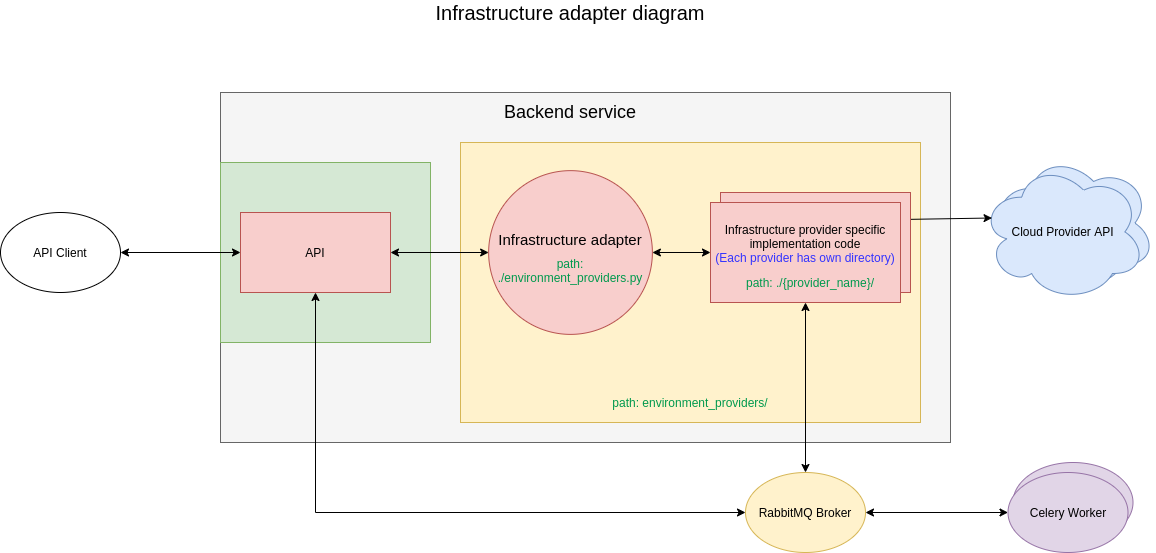 Infrastructure adapter diagram
Backend service
API Client
API
Infrastructure adapter
path:
./environment_providers.py
Infrastructure provider specific
implementation code
(Each provider has own directory)
path: ./{provider_name}/
Cloud Provider API
path: environment_providers/
RabbitMQ Broker
Celery Worker